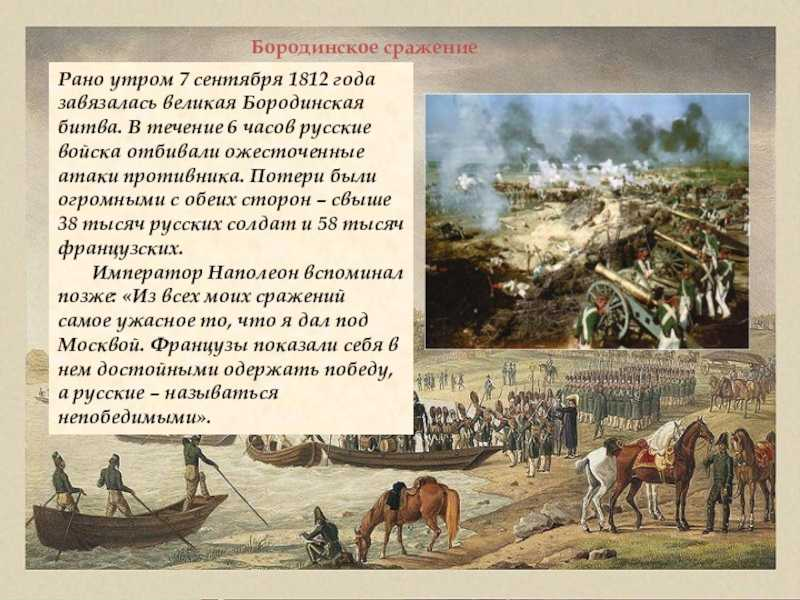 Бородинское сражение
Рано утром 7 сентября 1812 года
завязалась великая Бородинская
битва. В течение 6 часов русские
войска отбивали ожесточенные
атаки противника. Потери были
огромными с обеих сторон – свыше
38 тысяч русских солдат и 58 тысяч
французских.
Император Наполеон вспоминал
позже: «Из всех моих сражений
самое ужасное то, что я дал под
Москвой. Французы показали себя в
нем достойными одержать победу,
а русские – называться
непобедимыми».